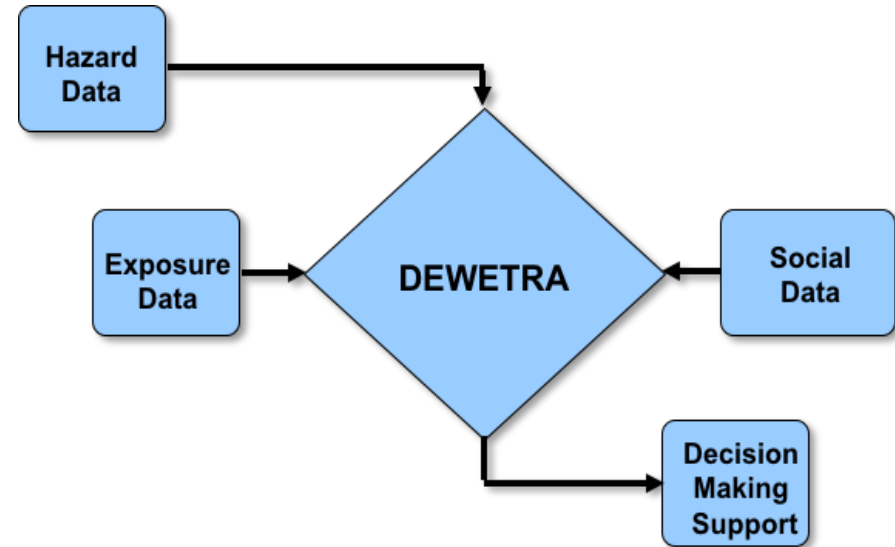 Hazard
Data
Exposure
Data
DEWETRA
Social
Data
Decision
Making
Support